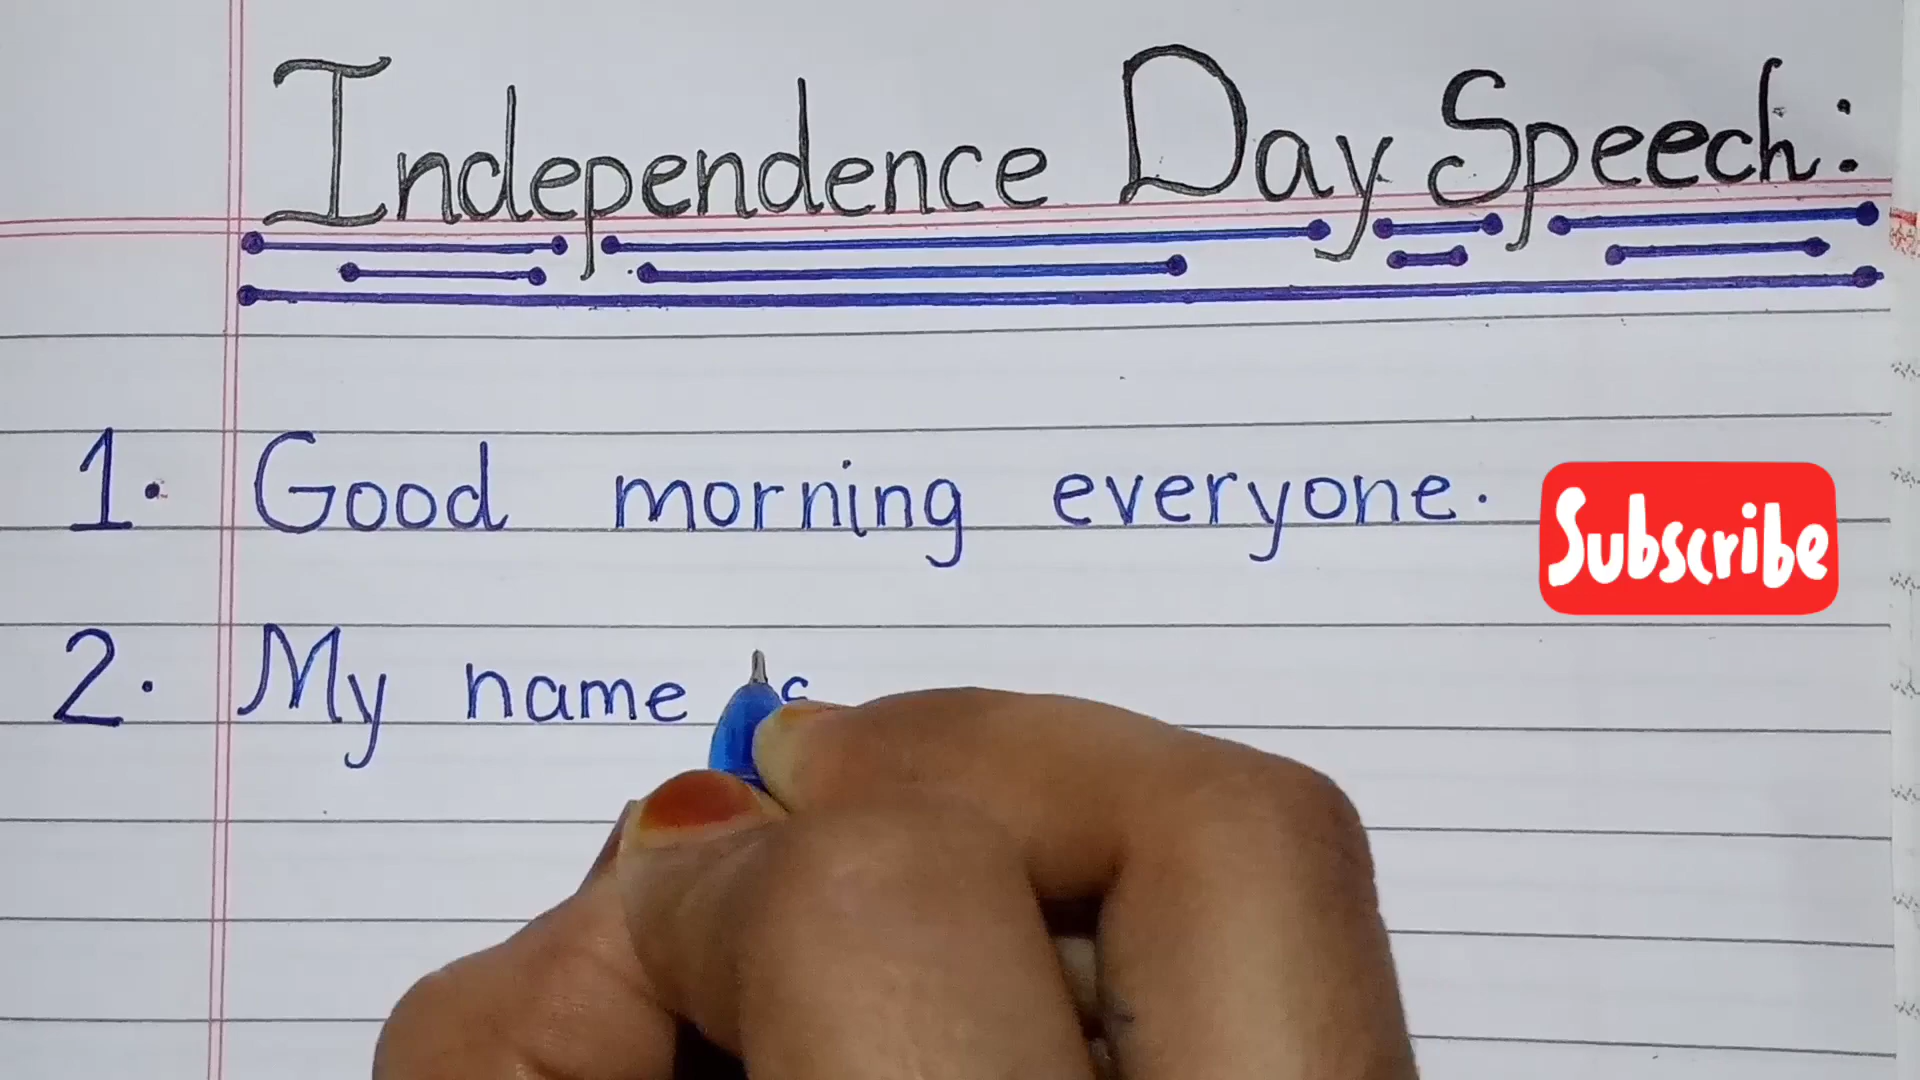 Independence Day Speech:
1. Good morning everyone.
Subscribe
2. My name